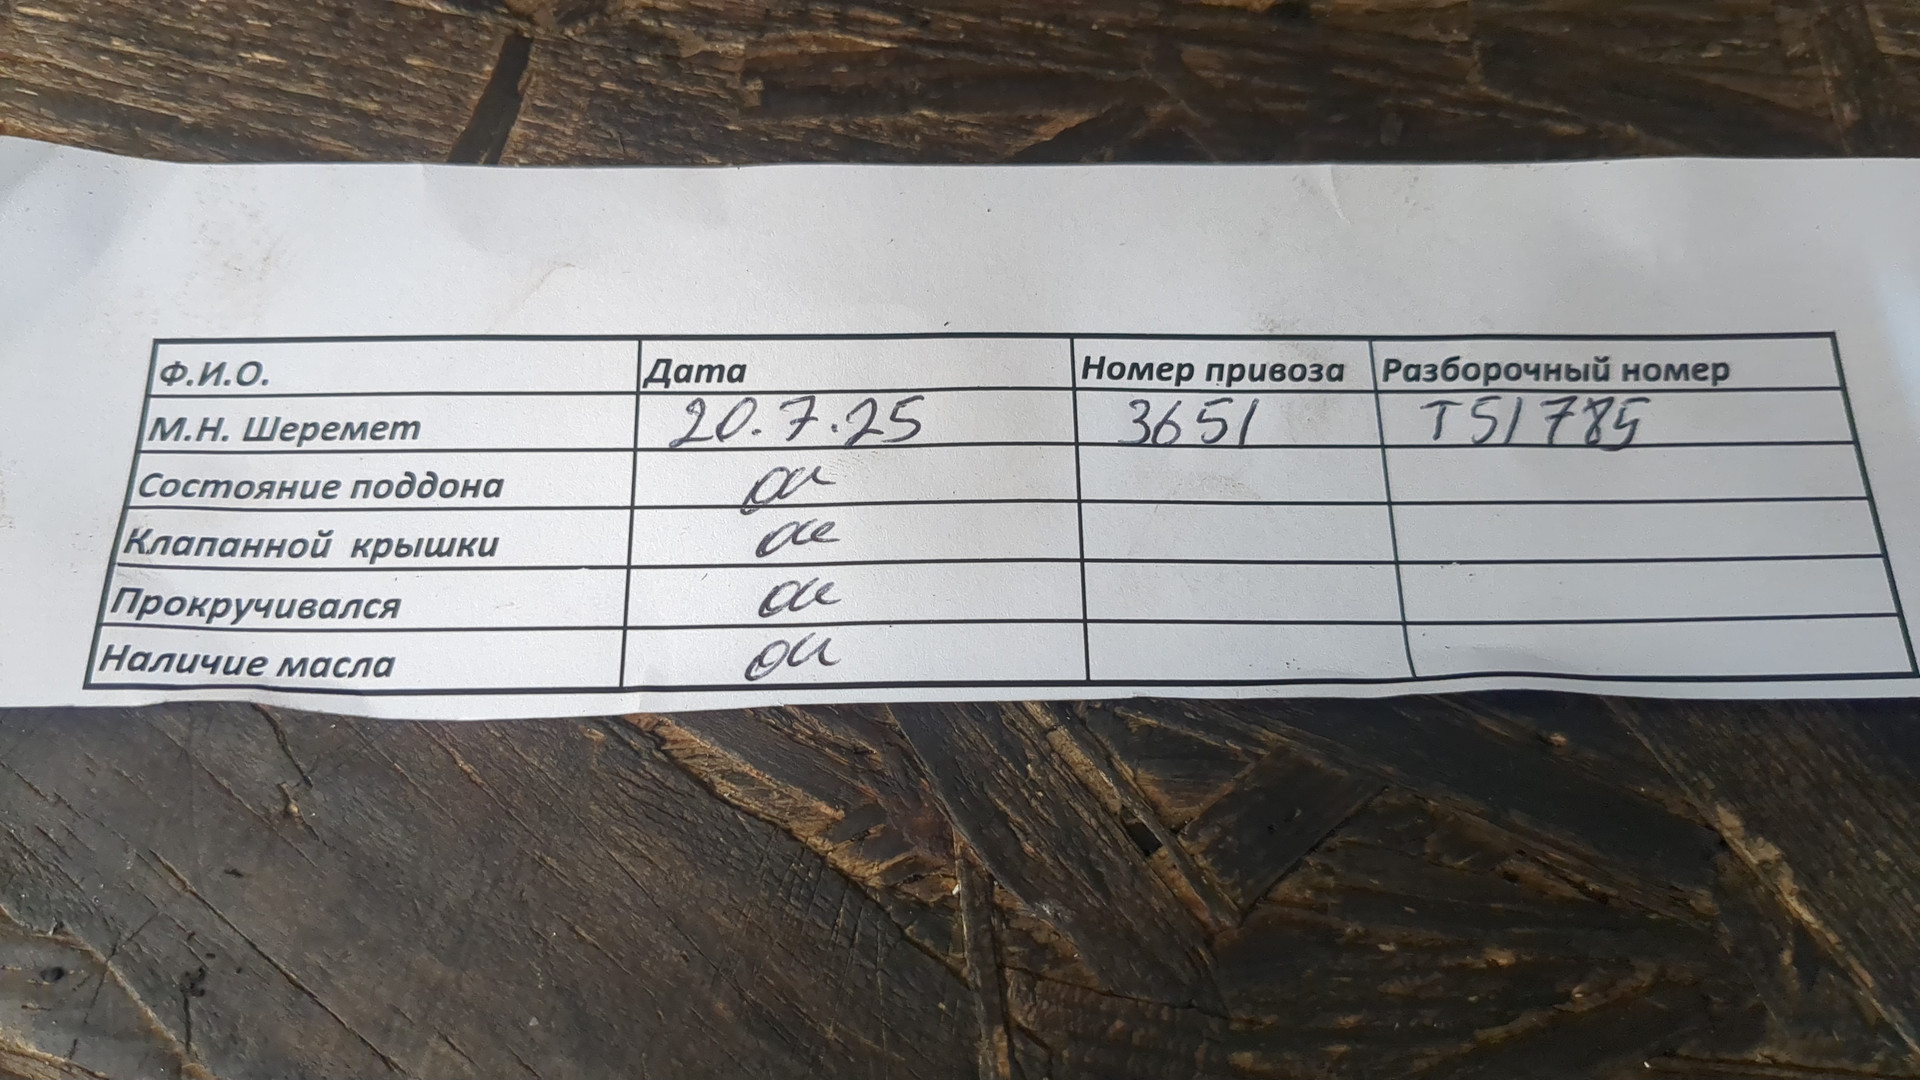 Ф.И.О. Дата Номер привоза Разборочный номер
М.Н. Шеремет 20.7.25 3651 T51785
Состояние поддона ок
Клапанной крышки ок
Прокручивался ок
Наличие масла ок